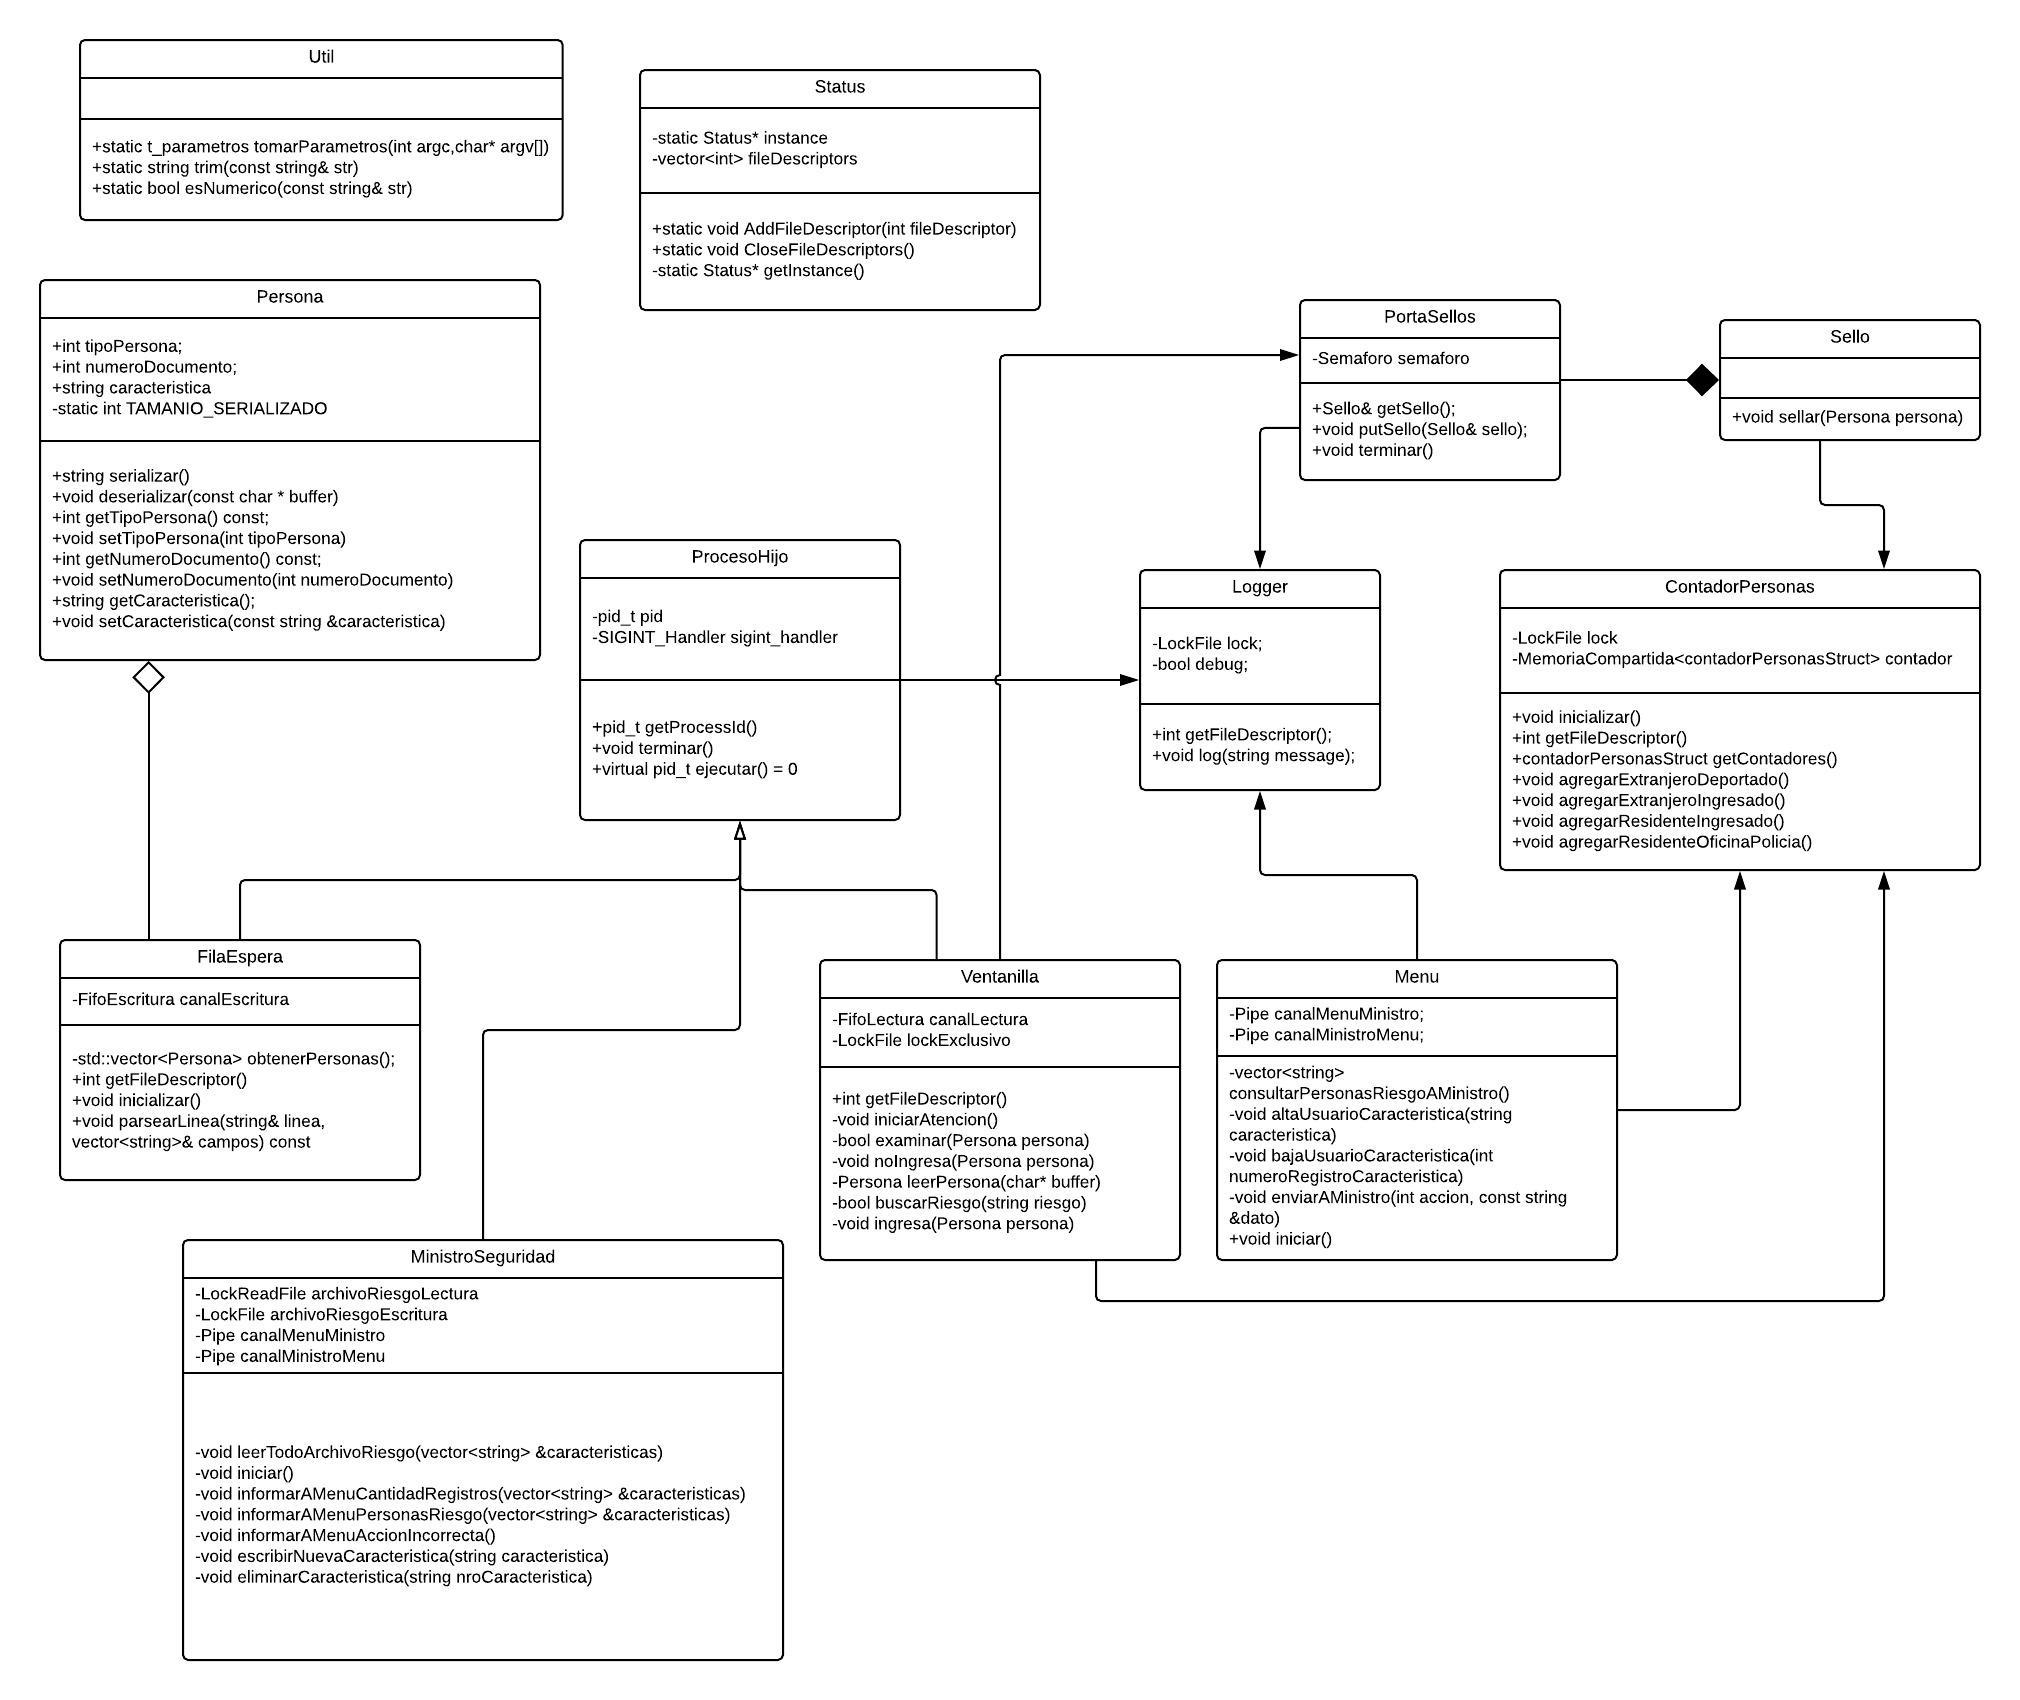 Util
+static t_parametros tomarParametros(int argc,char* argv[])
+static string trim(const string& str)
+static bool esNumerico(const string& str)
Status
-static Status* instance
-vector<int> fileDescriptors
+static void AddFileDescriptor(int fileDescriptor)
+static void CloseFileDescriptors()
-static Status* getInstance()
Persona
+int tipoPersona;
+int numeroDocumento;
+string caracteristica
-static int TAMANIO_SERIALIZADO
+string serializar()
+void deserializar(const char * buffer)
+int getTipoPersona() const;
+void setTipoPersona(int tipoPersona)
+int getNumeroDocumento() const;
+void setNumeroDocumento(int numeroDocumento)
+string getCaracteristica();
+void setCaracteristica(const string &caracteristica)
PortaSellos
-Semaforo semaforo
+Sello& getSello();
+void putSello(Sello& sello);
+void terminar()
Sello
+void sellar(Persona persona)
ProcesoHijo
-pid_t pid
-SIGINT_Handler sigint_handler
+pid_t getProcessId()
+void terminar()
+virtual pid_t ejecutar() = 0
Logger
-LockFile lock;
-bool debug;
+int getFileDescriptor();
+void log(string message);
ContadorPersonas
-LockFile lock
-MemoriaCompartida<contadorPersonasStruct> contador
+void inicializar()
+int getFileDescriptor()
+contadorPersonasStruct getContadores()
+void agregarExtranjeroDeportado()
+void agregarExtranjeroIngresado()
+void agregarResidenteIngresado()
+void agregarResidenteOficinaPolicia()
FilaEspera
-FifoEscritura canalEscritura
-std::vector<Persona> obtenerPersonas();
+int getFileDescriptor()
+void inicializar()
+void parsearLinea(string& linea,
vector<string>& campos) const
Ventanilla
-FifoLectura canalLectura
-LockFile lockExclusivo
+int getFileDescriptor()
-void iniciarAtencion()
-bool examinar(Persona persona)
-void noIngresa(Persona persona)
-Persona leerPersona(char* buffer)
-bool buscarRiesgo(string riesgo)
-void ingresa(Persona persona)
Menu
-Pipe canalMenuMinistro;
-Pipe canalMinistroMenu;
-vector<string>
consultarPersonasRiesgoAMinistro()
-void altaUsuarioCaracteristica(string
caracteristica)
-void bajaUsuarioCaracteristica(int
numeroRegistroCaracteristica)
-void enviarAMinistro(int accion, const string
&dato)
+void iniciar()
MinistroSeguridad
-LockReadFile archivoRiesgoLectura
-LockFile archivoRiesgoEscritura
-Pipe canalMenuMinistro
-Pipe canalMinistroMenu
-void leerTodoArchivoRiesgo(vector<string> &caracteristicas)
-void iniciar()
-void informarAMenuCantidadRegistros(vector<string> &caracteristicas)
-void informarAMenuPersonasRiesgo(vector<string> &caracteristicas)
-void informarAMenuAccionIncorrecta()
-void escribirNuevaCaracteristica(string caracteristica)
-void eliminarCaracteristica(string nroCaracteristica)